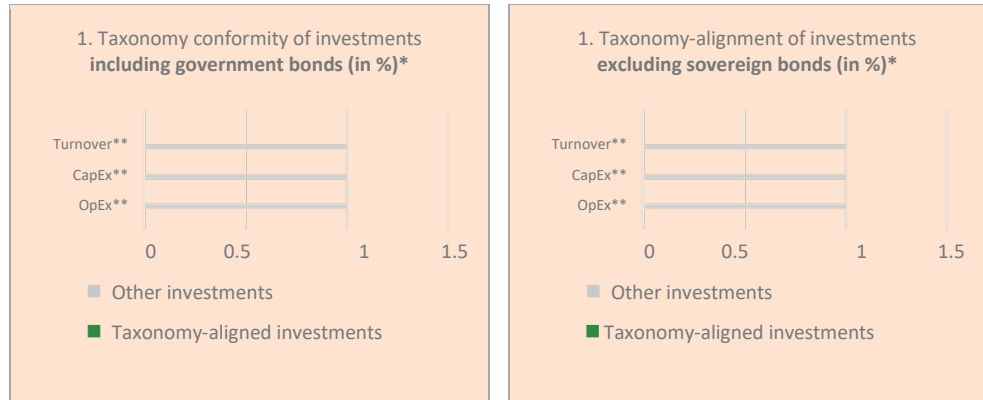 1. Taxonomy conformity of investments
including government bonds (in %)*
Turnover**
CapEx**
OpEx**
0 0.5 1 1.5
Other investments
Taxonomy-aligned investments
1. Taxonomy-alignment of investments
excluding sovereign bonds (in %)*
Turnover**
CapEx**
OpEx**
0 0.5 1 1.5
Other investments
Taxonomy-aligned investments